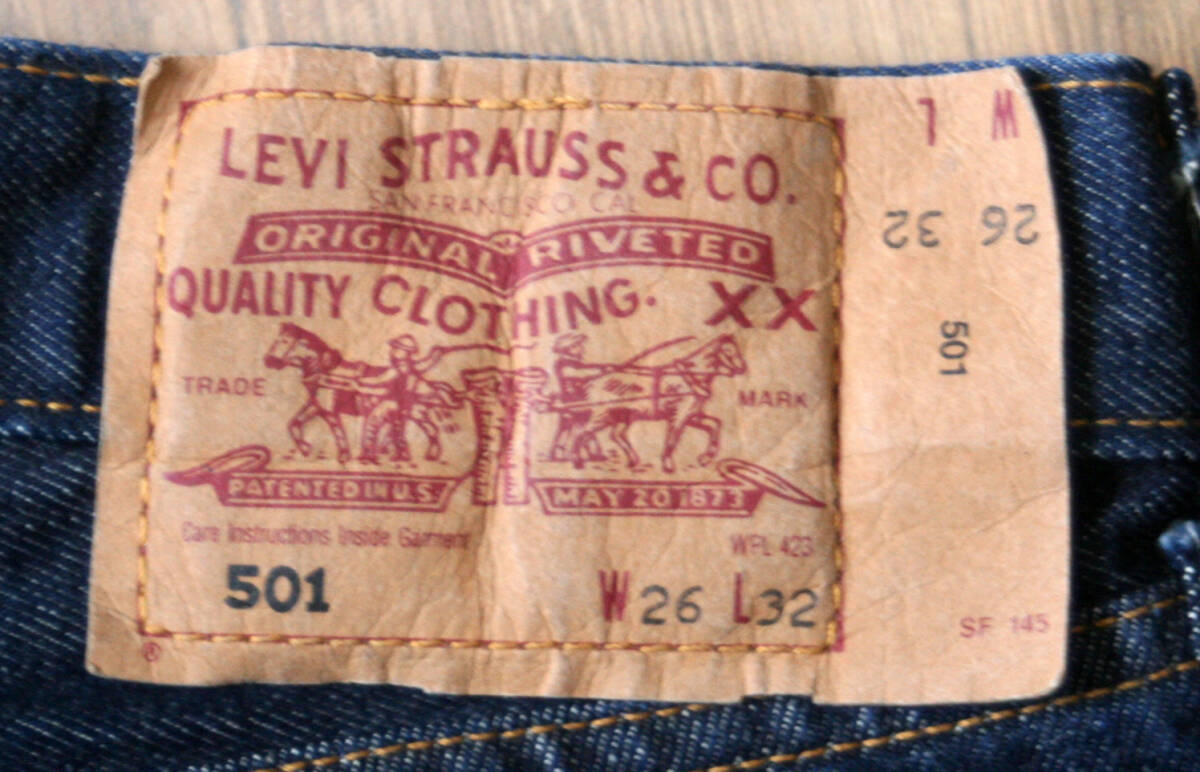 LEVI STRAUSS & CO.
SAN FRANCISCO CAL
ORIGINAL RIVETED
QUALITY CLOTHING. XX
TRADE MARK
PATENTED IN U.S. MAY 20 1873
Care Instructions Inside Garment WPL 423
501 W26 L32
®
W L
26 32
501
SF 145